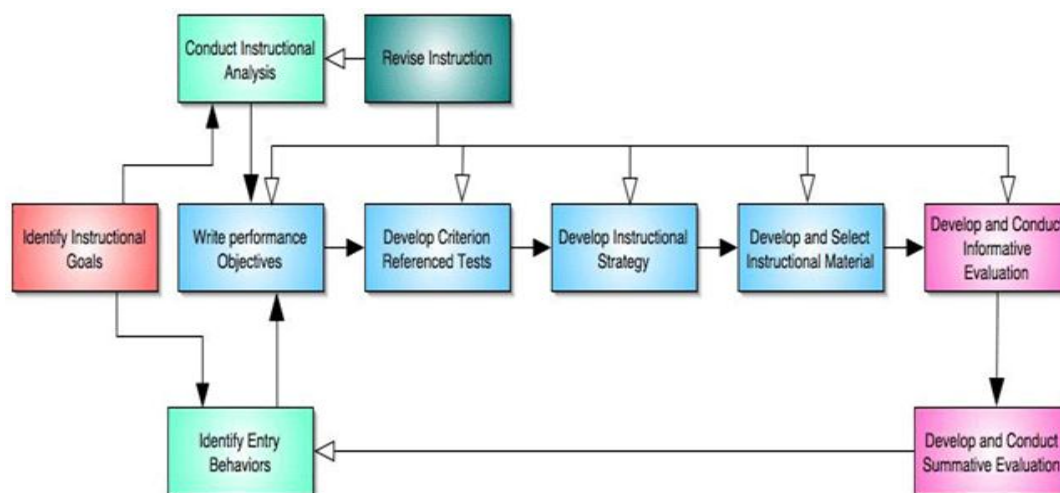 Conduct Instructional
Analysis
Revise Instruction
Identify Instructional
Goals
Write performance
Objectives
Develop Criterion
Referenced Tests
Develop Instructional
Strategy
Develop and Select
Instructional Material
Develop and Conduct
Informative
Evaluation
Identify Entry
Behaviors
Develop and Conduct
Summative Evaluation